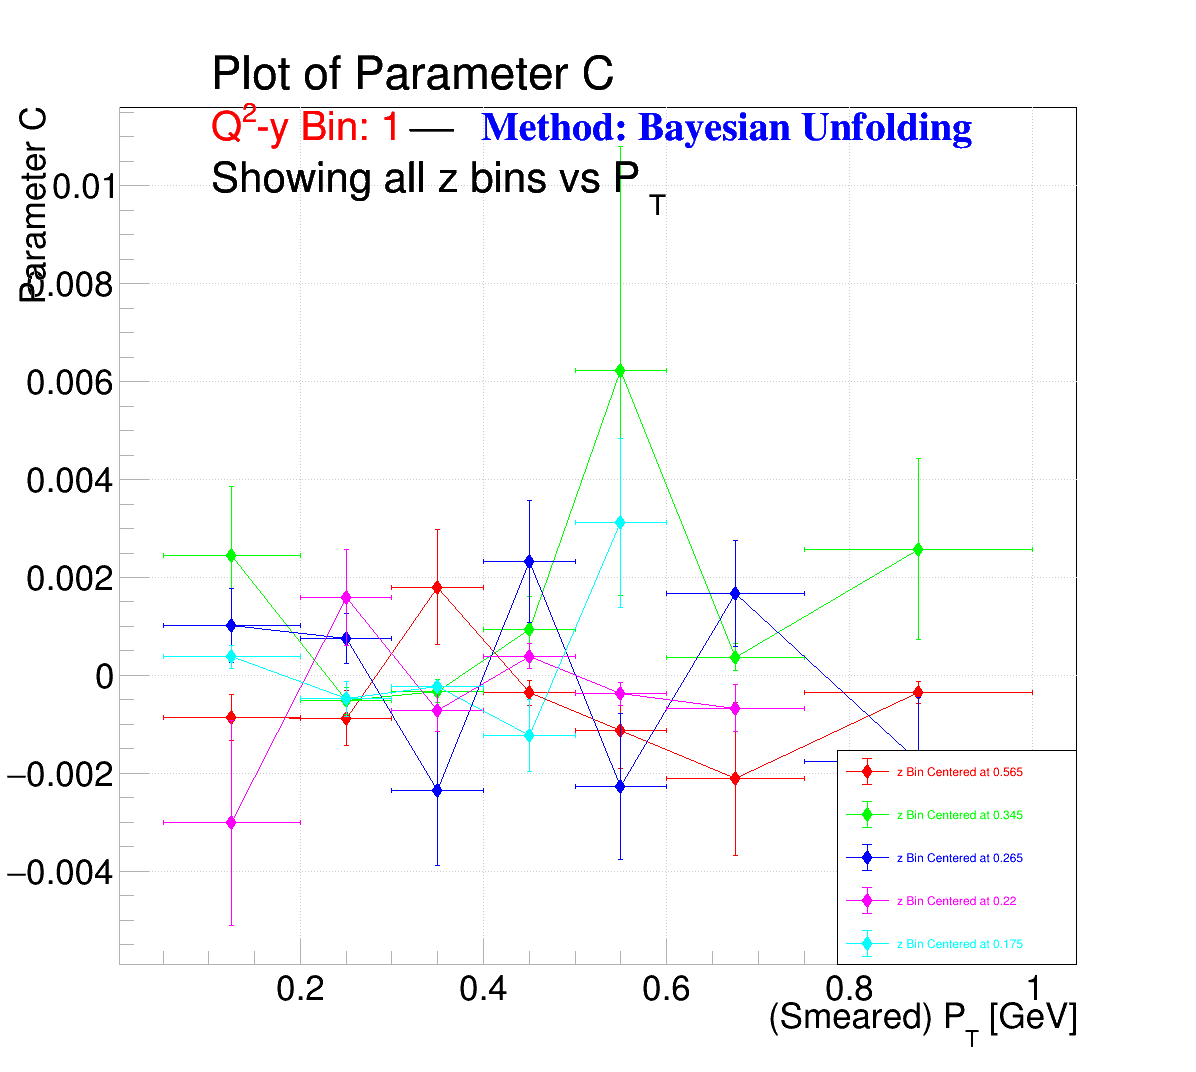 Plot of Parameter C
Q²-y Bin: 1 — Method: Bayesian Unfolding
Showing all z bins vs P_T
Parameter C
0.01
0.008
0.006
0.004
0.002
0
−0.002
−0.004
0.2 0.4 0.6 0.8 1
(Smeared) P_T [GeV]
z Bin Centered at 0.565
z Bin Centered at 0.345
z Bin Centered at 0.265
z Bin Centered at 0.22
z Bin Centered at 0.175